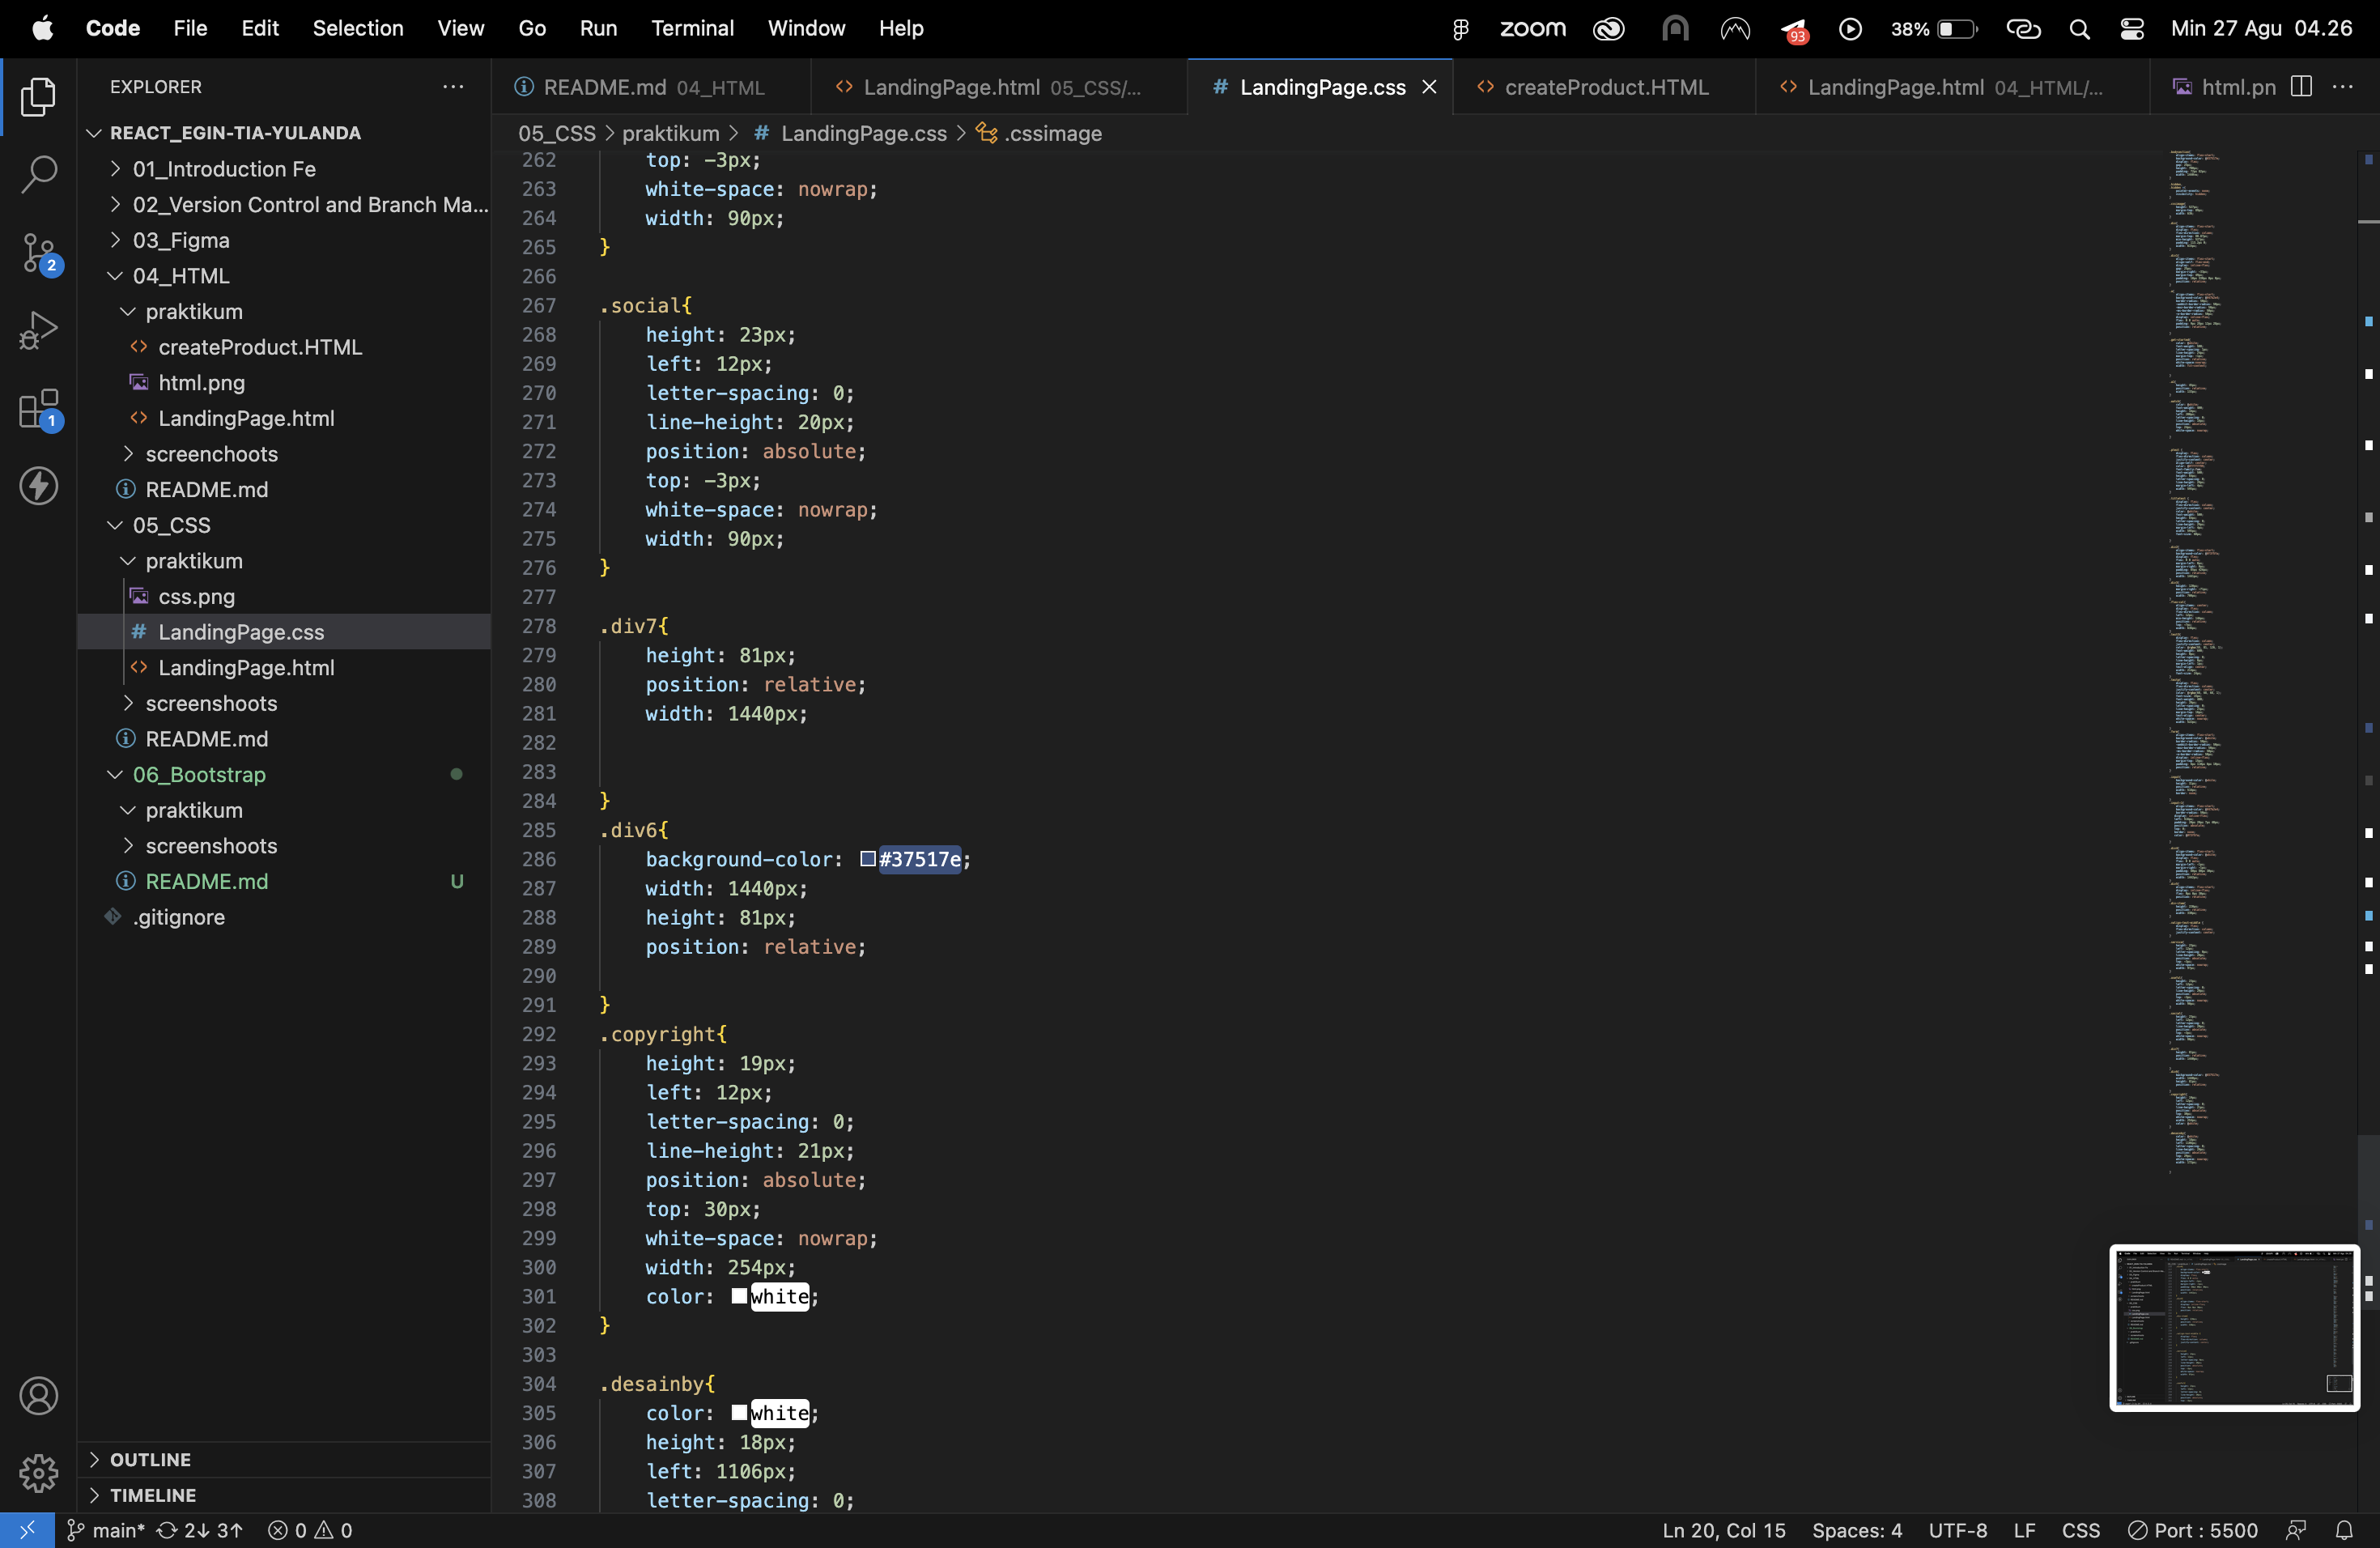 Code File Edit Selection View Go Run Terminal Window Help zoom 93 38% Min 27 Agu 04.26
EXPLORER
README.md 04_HTML LandingPage.html 05_CSS/... # LandingPage.css createProduct.HTML LandingPage.html 04_HTML/... html.pn
05_CSS > praktikum > # LandingPage.css > .cssimage
REACT_EGIN-TIA-YULANDA
01_Introduction Fe
02_Version Control and Branch Ma...
03_Figma
04_HTML
praktikum
createProduct.HTML
html.png
LandingPage.html
screenchoots
README.md
05_CSS
praktikum
css.png
# LandingPage.css
LandingPage.html
screenshoots
README.md
06_Bootstrap
praktikum
screenshoots
README.md U
.gitignore
2
1
OUTLINE
TIMELINE
262 top: -3px;
263 white-space: nowrap;
264 width: 90px;
265 }
266
267 .social{
268 height: 23px;
269 left: 12px;
270 letter-spacing: 0;
271 line-height: 20px;
272 position: absolute;
273 top: -3px;
274 white-space: nowrap;
275 width: 90px;
276 }
277
278 .div7{
279 height: 81px;
280 position: relative;
281 width: 1440px;
282
283
284 }
285 .div6{
286 background-color: #37517e;
287 width: 1440px;
288 height: 81px;
289 position: relative;
290
291 }
292 .copyright{
293 height: 19px;
294 left: 12px;
295 letter-spacing: 0;
296 line-height: 21px;
297 position: absolute;
298 top: 30px;
299 white-space: nowrap;
300 width: 254px;
301 color: white;
302 }
303
304 .desainby{
305 color: white;
306 height: 18px;
307 left: 1106px;
308 letter-spacing: 0;
main* 2↓ 3↑ 0 0 Ln 20, Col 15 Spaces: 4 UTF-8 LF CSS Port : 5500